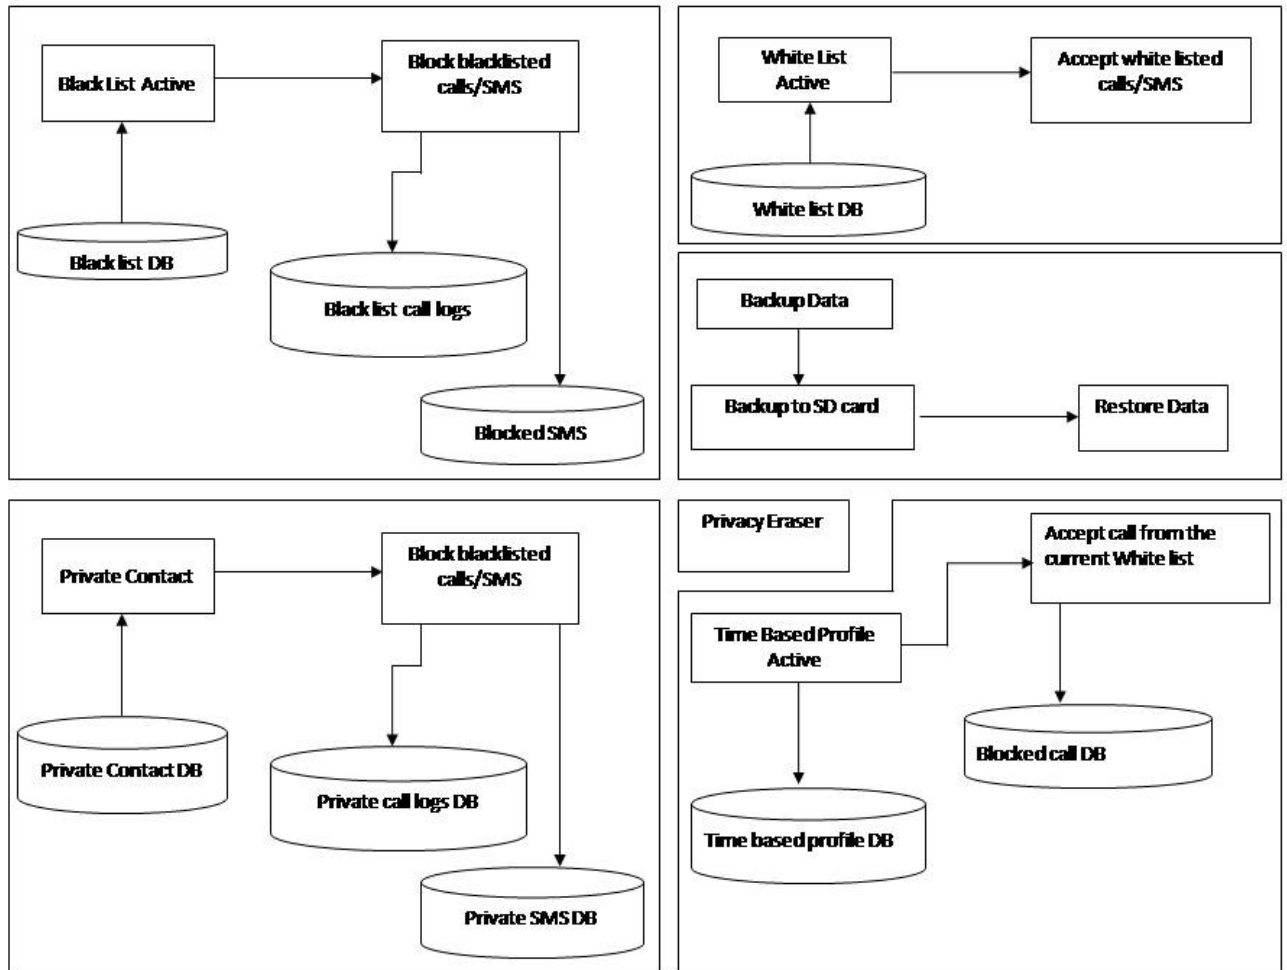 Black List Active
Block blacklisted
calls/SMS
Black list DB
Black list call logs
Blocked SMS
White List
Active
Accept white listed
calls/SMS
White list DB
Backup Data
Backup to SD card
Restore Data
Private Contact
Block blacklisted
calls/SMS
Private Contact DB
Private call logs DB
Private SMS DB
Privacy Eraser
Accept call from the
current White list
Time Based Profile
Active
Blocked call DB
Time based profile DB